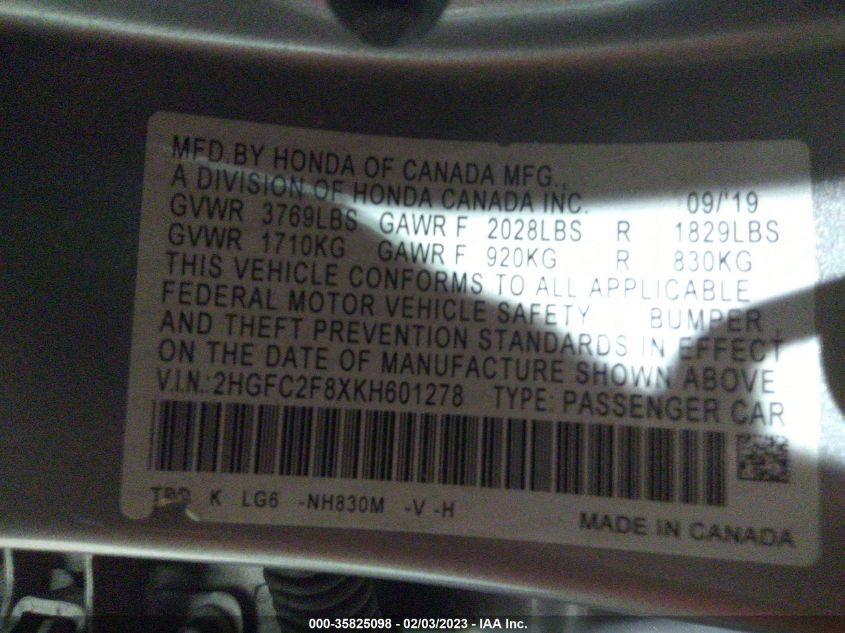 MFD.BY HONDA OF CANADA MFG.,
A DIVISION OF HONDA CANADA INC. 09/'19
GVWR 3769LBS GAWR F 2028LBS R 1829LBS
GVWR 1710KG GAWR F 920KG R 830KG
THIS VEHICLE CONFORMS TO ALL APPLICABLE
FEDERAL MOTOR VEHICLE SAFETY BUMPER
AND THEFT PREVENTION STANDARDS IN EFFECT
ON THE DATE OF MANUFACTURE SHOWN ABOVE
V.I.N.:2HGFC2F8XKH601278 TYPE: PASSENGER CAR
K LG6 -NH830M -V -H
MADE IN CANADA
000-35825098 - 02/03/2023 - IAA Inc.